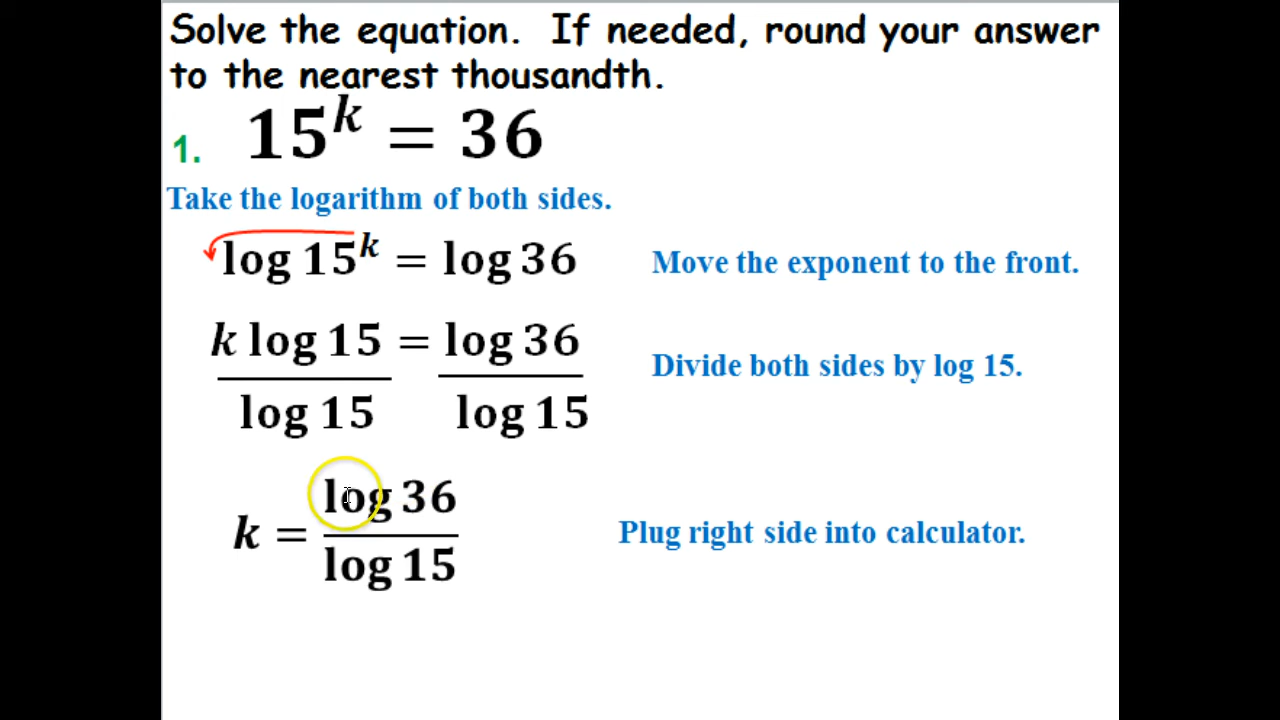 Solve the equation. If needed, round your answer
to the nearest thousandth.
1. 15^k = 36
Take the logarithm of both sides.
log 15^k = log 36 Move the exponent to the front.
k log 15 = log 36
Divide both sides by log 15.
log 15 log 15
log 36
k = Plug right side into calculator.
log 15